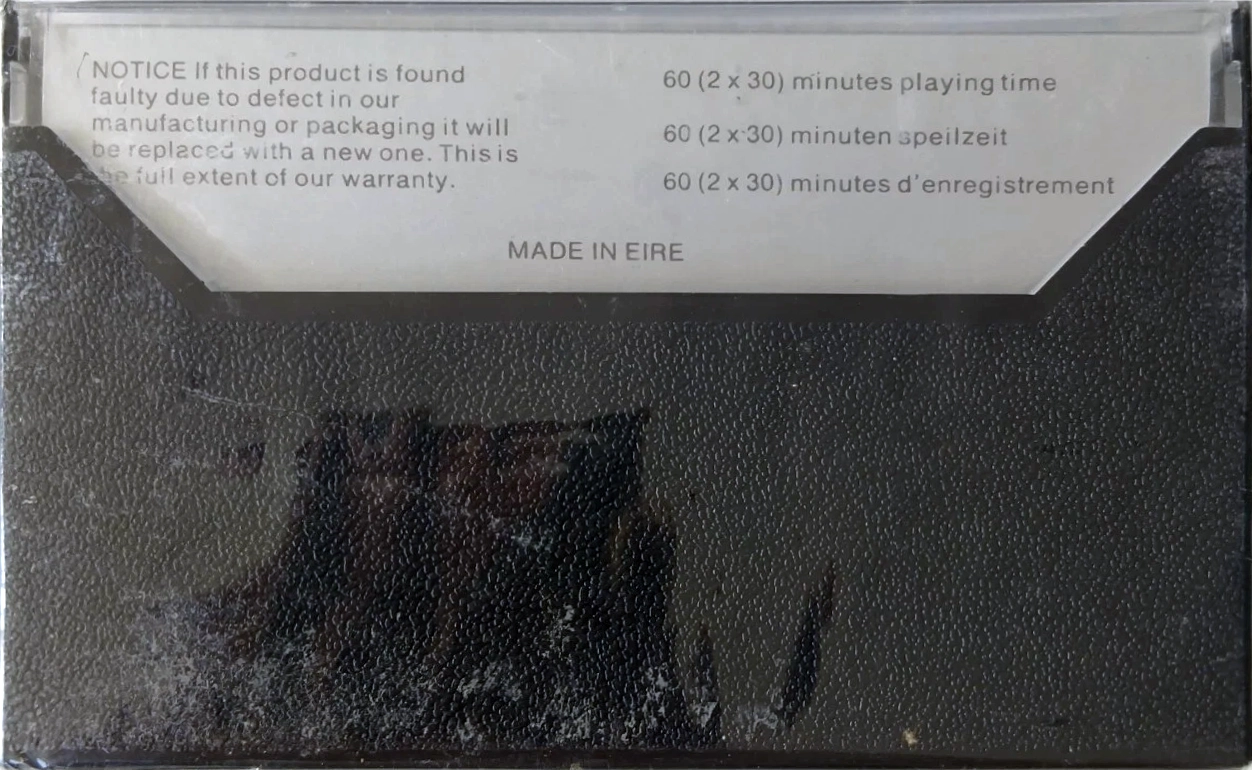 NOTICE If this product is found
faulty due to defect in our
manufacturing or packaging it will
be replaced with a new one. This is
the full extent of our warranty.
60 (2 x 30) minutes playing time
60 (2 x 30) minuten speilzeit
60 (2 x 30) minutes d'enregistrement
MADE IN EIRE